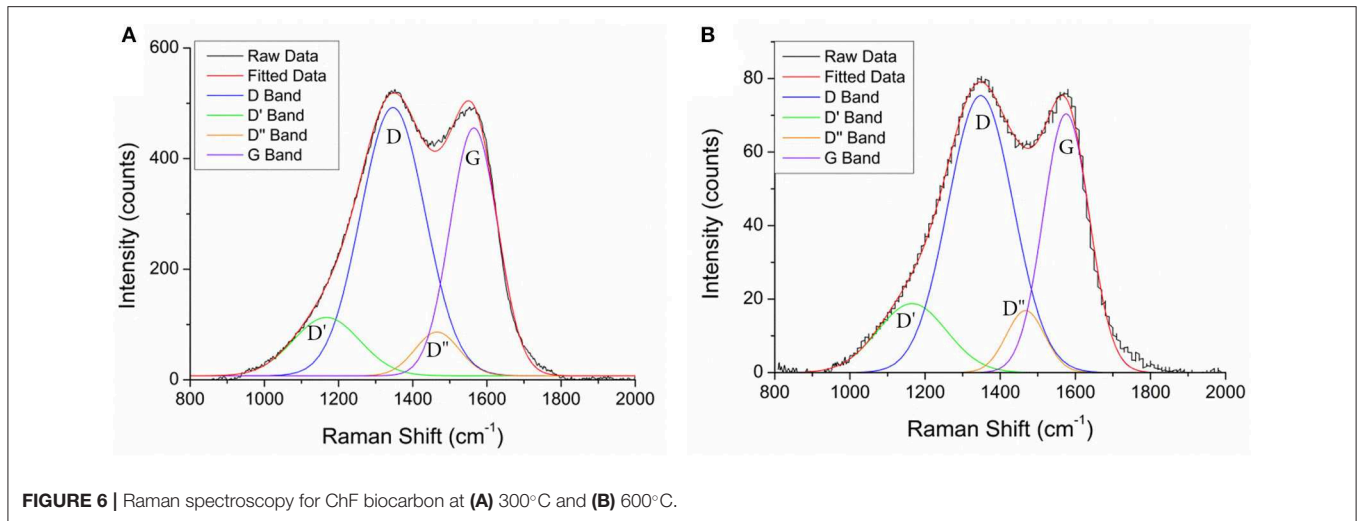 A
600
400
200
0
Intensity (counts)
Raw Data
Fitted Data
D Band
D' Band
D" Band
G Band
D
G
D'
D"
800 1000 1200 1400 1600 1800 2000
Raman Shift (cm⁻¹)
B
80
60
40
20
0
Intensity (counts)
Raw Data
Fitted Data
D Band
D' Band
D" Band
G Band
D
G
D'
D"
800 1000 1200 1400 1600 1800 2000
Raman Shift (cm⁻¹)
FIGURE 6 | Raman spectroscopy for ChF biocarbon at (A) 300°C and (B) 600°C.